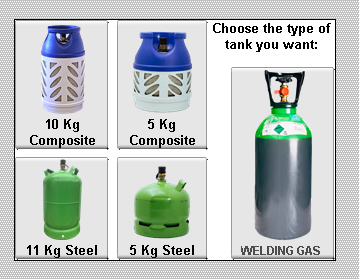 Choose the type of
tank you want:
10 Kg
Composite
5 Kg
Composite
11 Kg Steel
5 Kg Steel
WELDING GAS